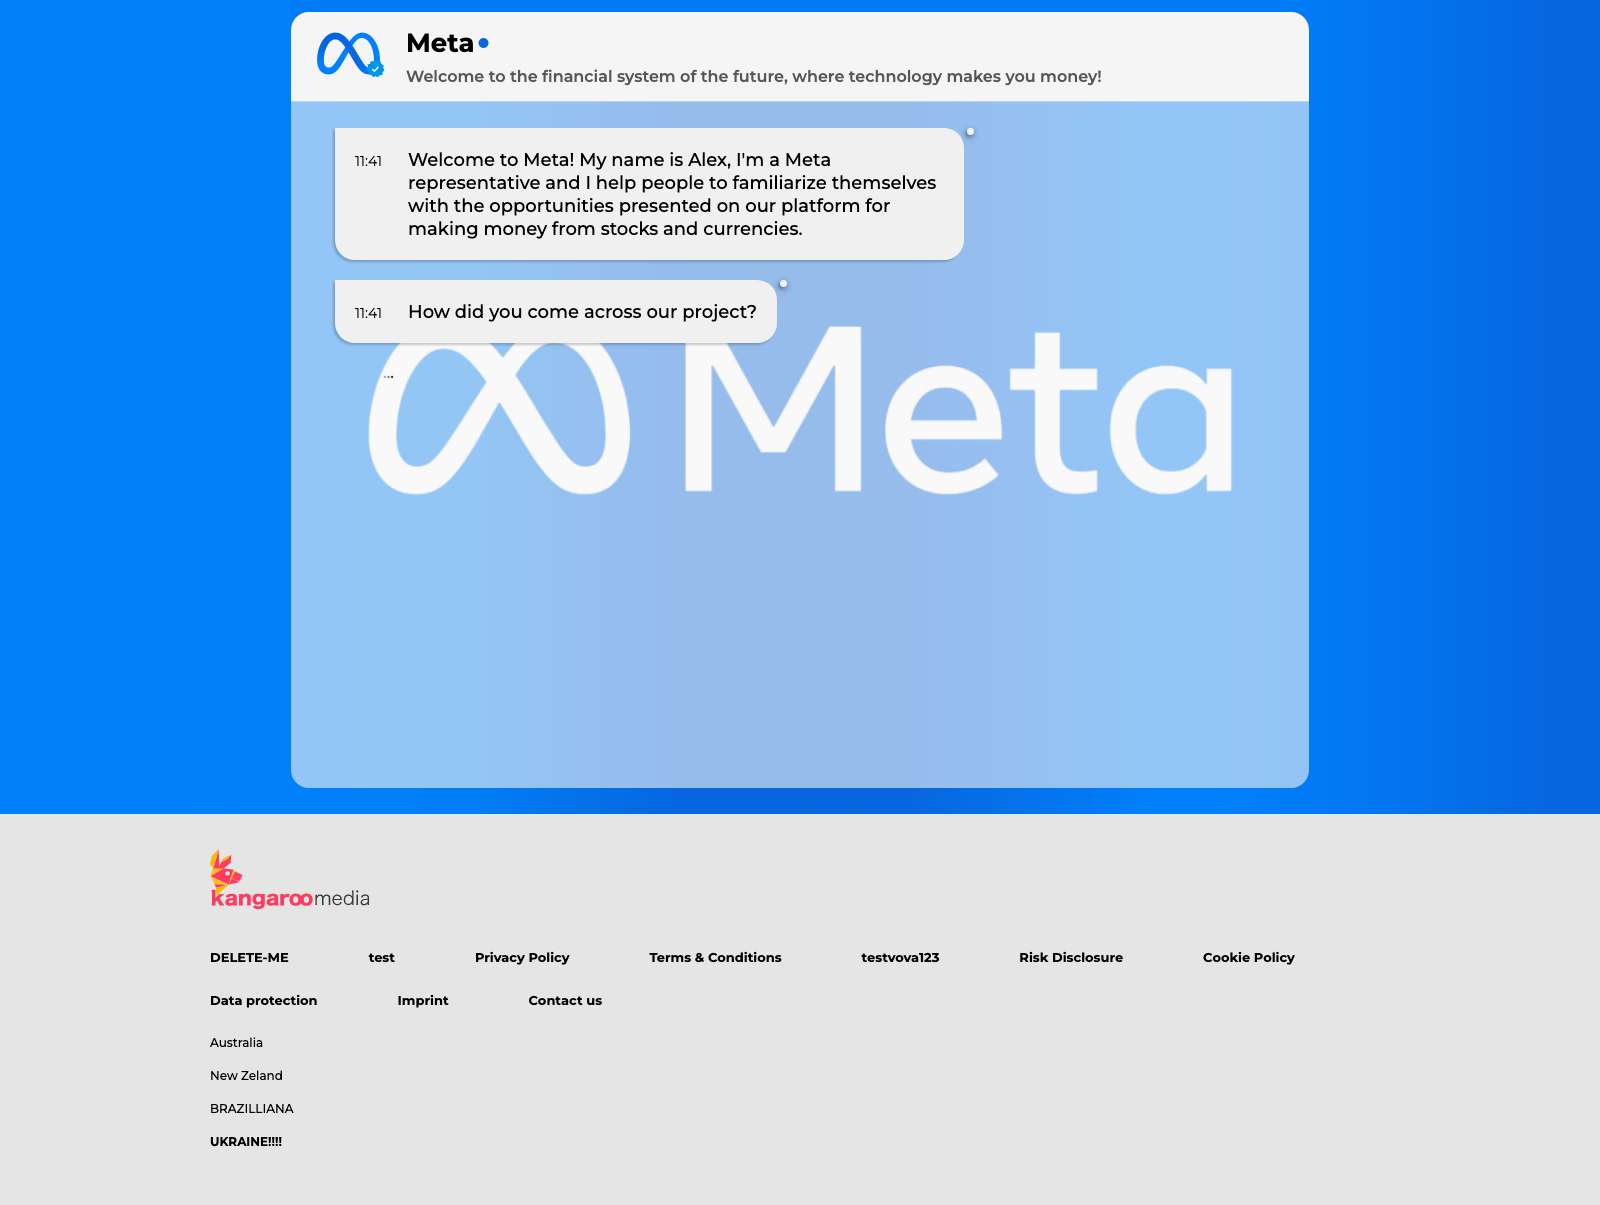 Meta
Welcome to the financial system of the future, where technology makes you money!
11:41
Welcome to Meta! My name is Alex, I'm a Meta
representative and I help people to familiarize themselves
with the opportunities presented on our platform for
making money from stocks and currencies.
11:41
How did you come across our project?
Meta
kangaroomedia
DELETE-ME test Privacy Policy Terms & Conditions testvova123 Risk Disclosure Cookie Policy
Data protection Imprint Contact us
Australia
New Zeland
BRAZILLIANA
UKRAINE!!!!